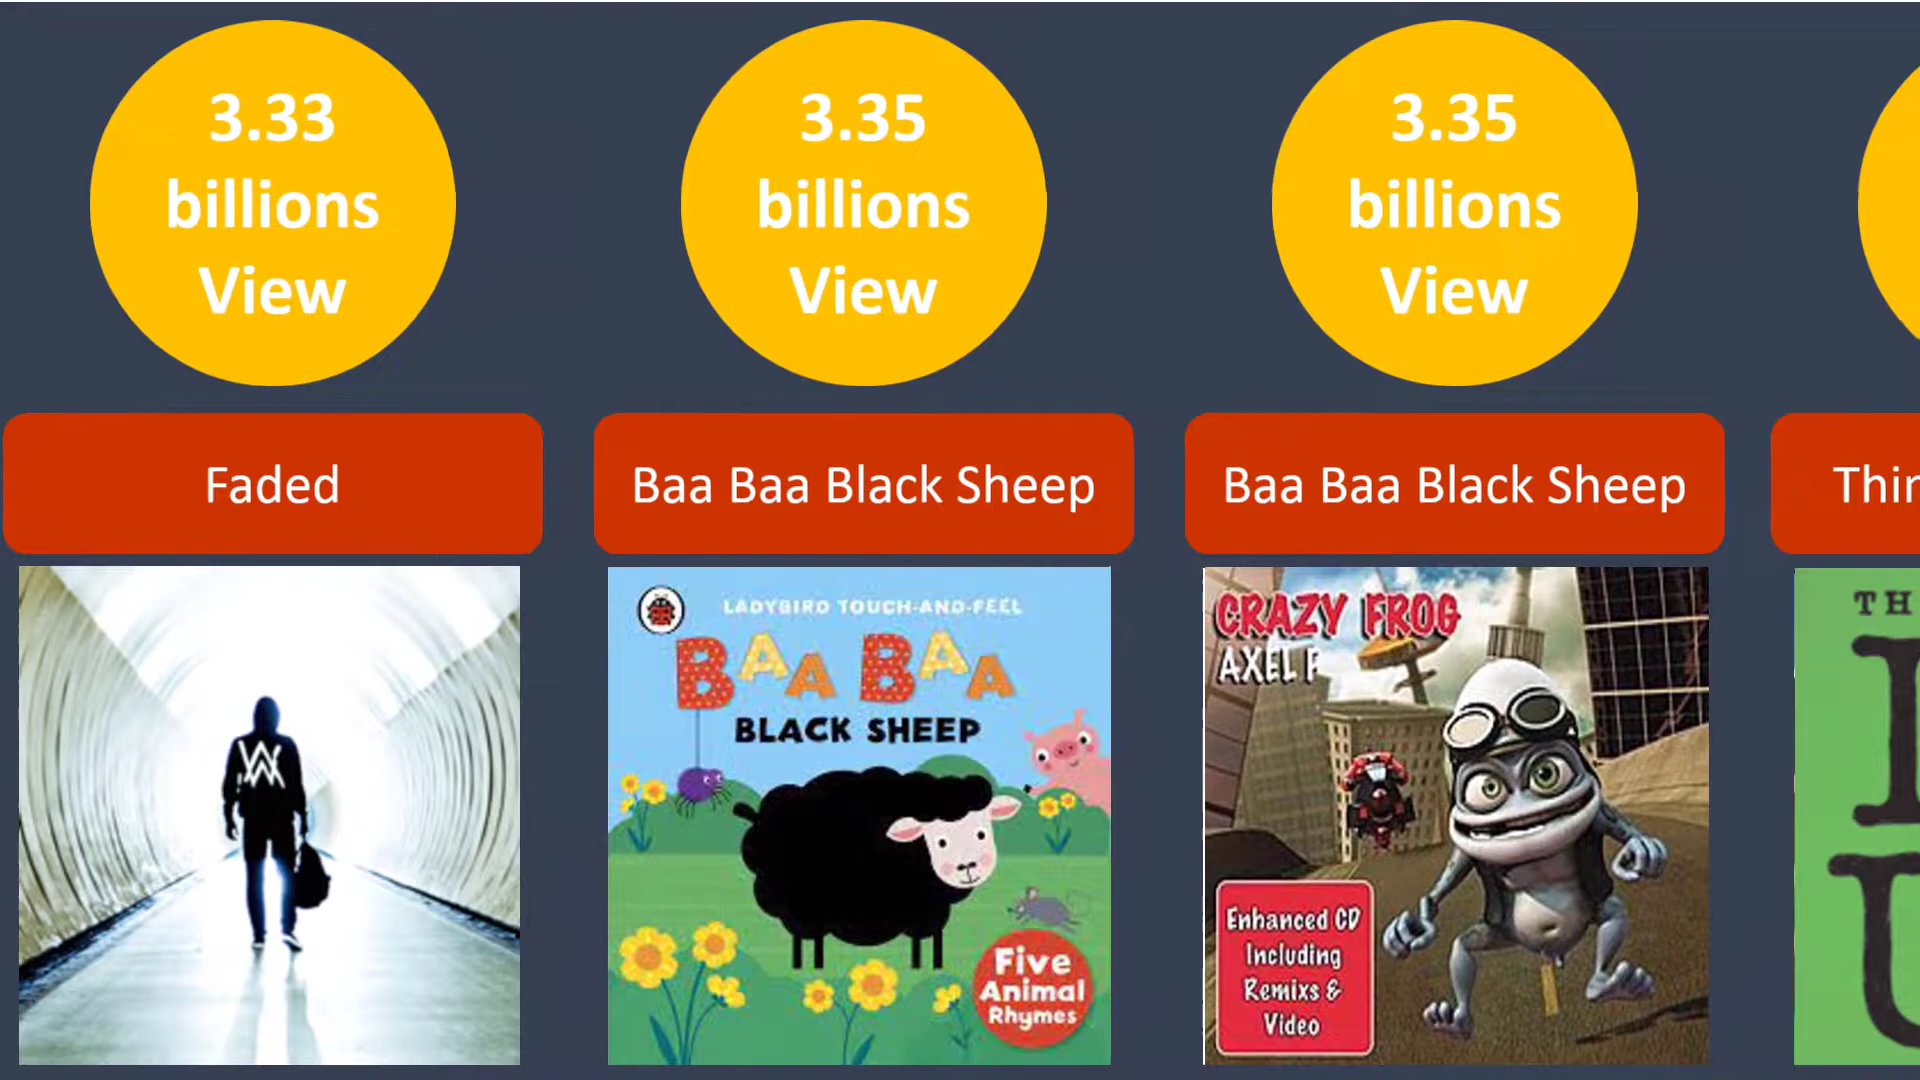 3.33
billions
View
3.35
billions
View
3.35
billions
View
Faded
Baa Baa Black Sheep
Baa Baa Black Sheep
LADYBIRD TOUCH-AND-FEEL
BAA BAA
BLACK SHEEP
Five
Animal
Rhymes
CRAZY FROG
AXEL F
Enhanced CD
Including
Remixs &
Video
TH